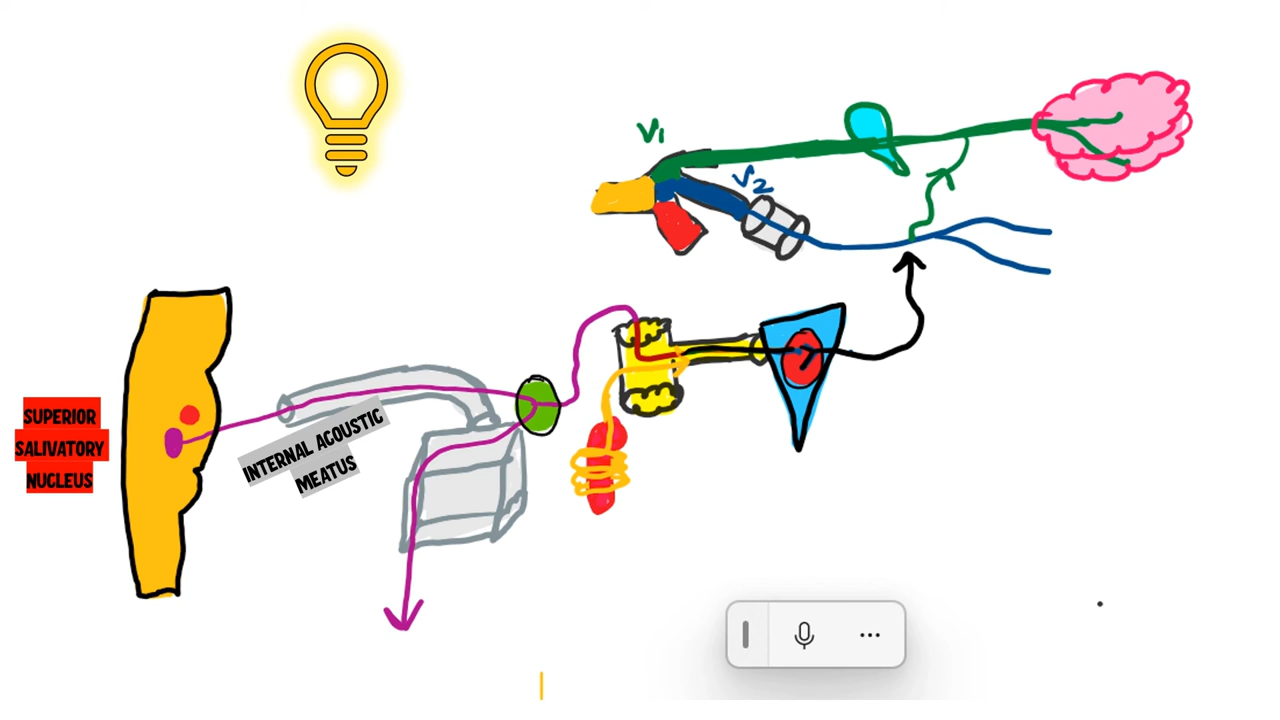 V1
V2
SUPERIOR
SALIVATORY
NUCLEUS
INTERNAL ACOUSTIC
MEATUS